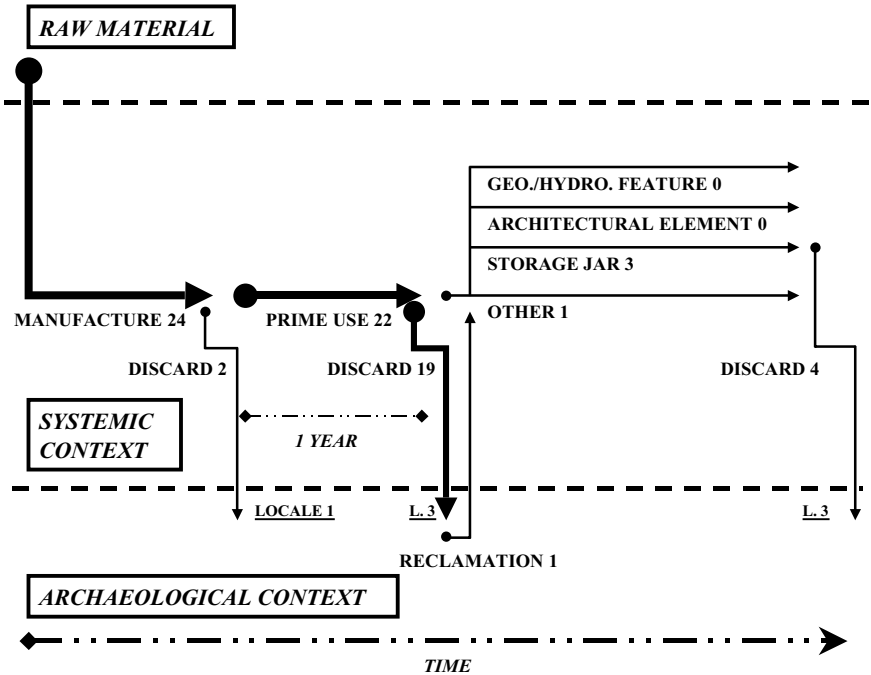 RAW MATERIAL
GEO./HYDRO. FEATURE 0
ARCHITECTURAL ELEMENT 0
STORAGE JAR 3
MANUFACTURE 24
PRIME USE 22
OTHER 1
DISCARD 2
DISCARD 19
DISCARD 4
SYSTEMIC
CONTEXT
1 YEAR
LOCALE 1
L. 3
L. 3
RECLAMATION 1
ARCHAEOLOGICAL CONTEXT
TIME